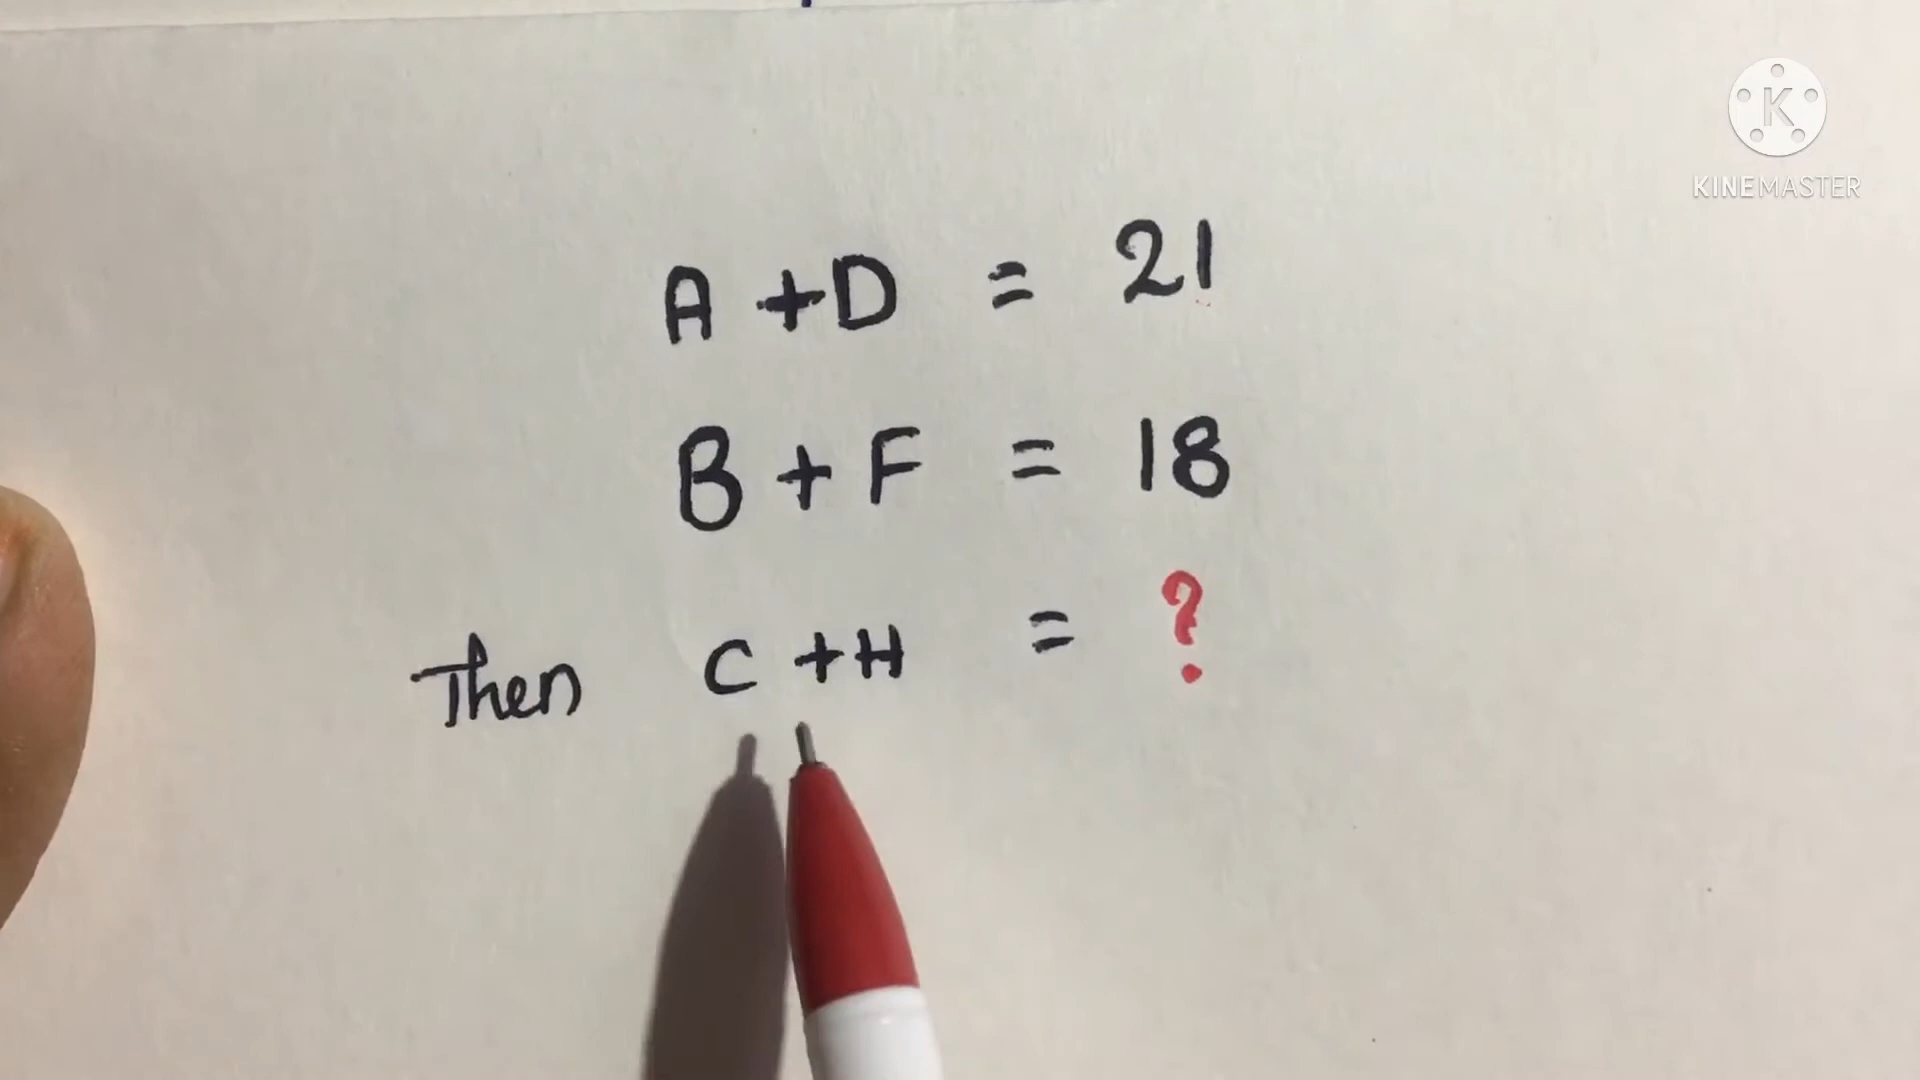 K
KINEMASTER
A + D = 21
B + F = 18
Then C + H = ?